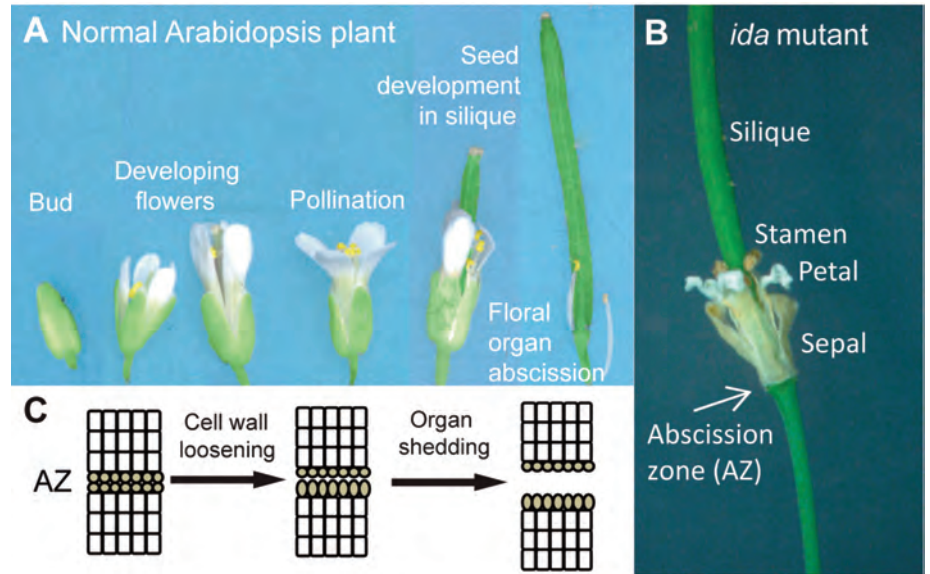 A Normal Arabidopsis plant
Bud
Developing
flowers
Pollination
Seed
development
in silique
Floral
organ
abscission
B ida mutant
Silique
Stamen
Petal
Sepal
Abscission
zone (AZ)
C
AZ
Cell wall
loosening
Organ
shedding